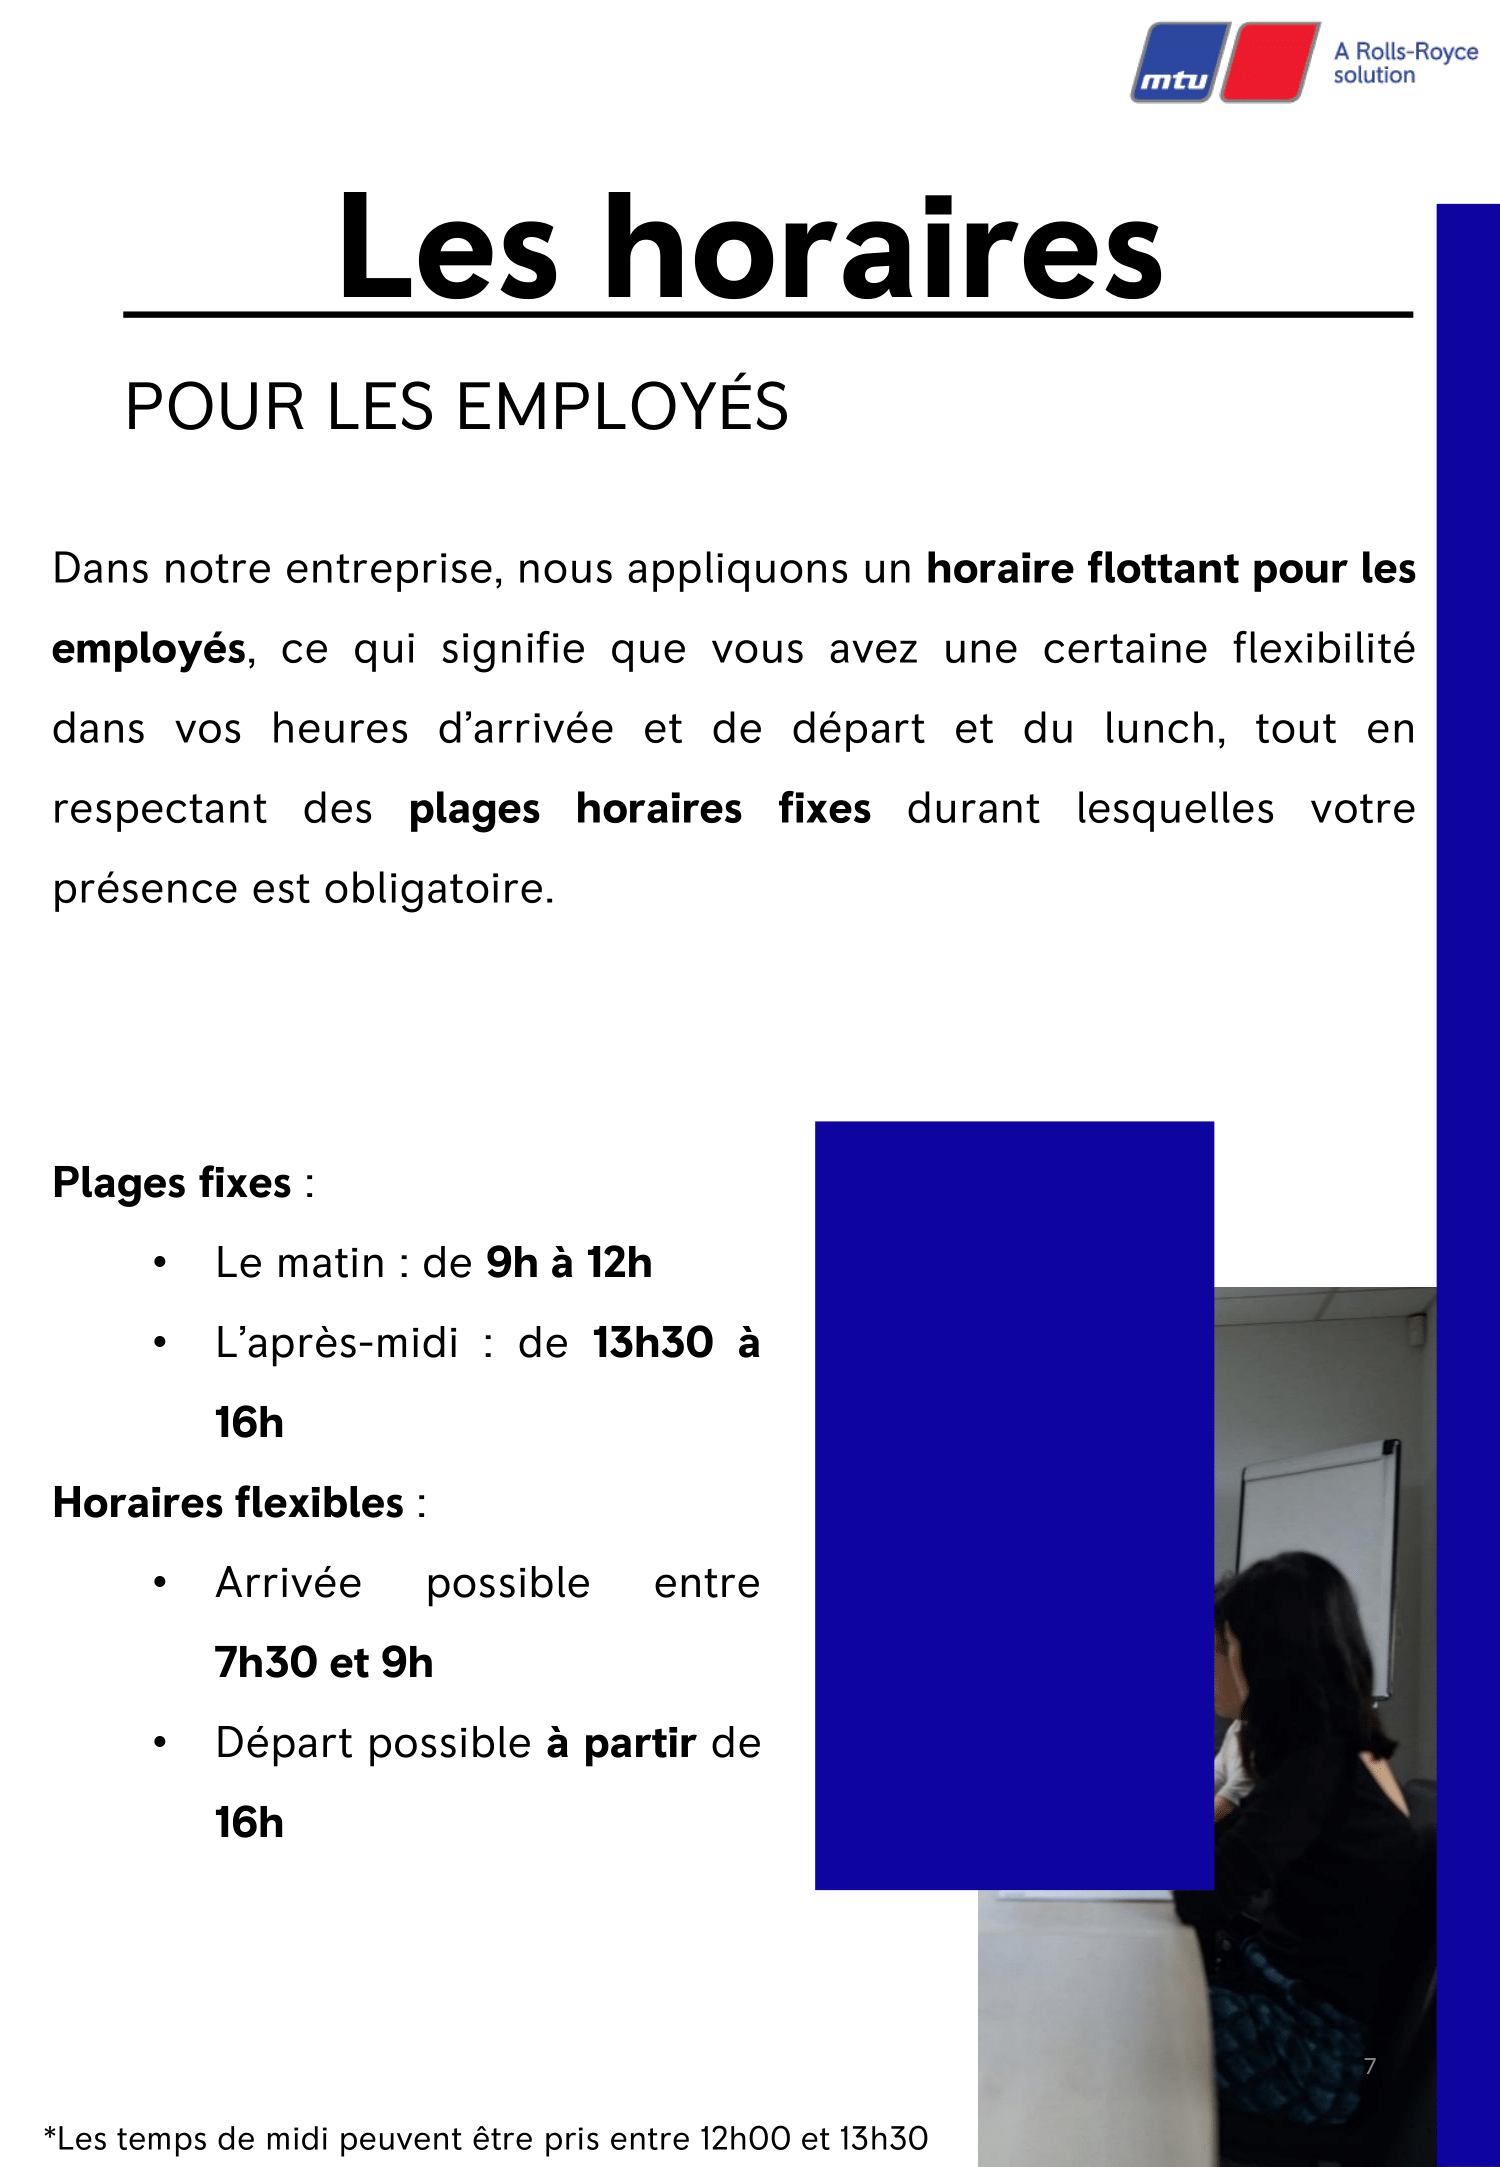 mtu
A Rolls-Royce
solution
Les horaires
POUR LES EMPLOYÉS
Dans notre entreprise, nous appliquons un horaire flottant pour les
employés, ce qui signifie que vous avez une certaine flexibilité
dans vos heures d’arrivée et de départ et du lunch, tout en
respectant des plages horaires fixes durant lesquelles votre
présence est obligatoire.
Plages fixes :
• Le matin : de 9h à 12h
• L’après-midi : de 13h30 à
16h
Horaires flexibles :
• Arrivée possible entre
7h30 et 9h
• Départ possible à partir de
16h
7
*Les temps de midi peuvent être pris entre 12h00 et 13h30